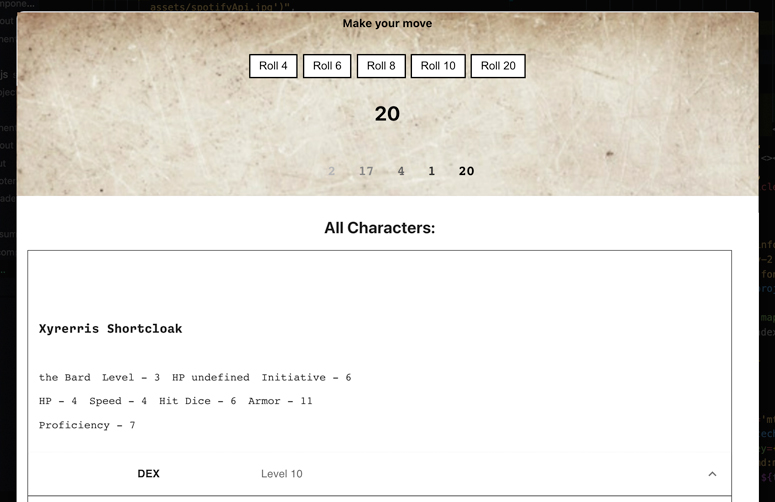 assets/spotifyApi.jpg')",
Make your move
Roll 4 Roll 6 Roll 8 Roll 10 Roll 20
20
2 17 4 1 20
All Characters:
Xyrerris Shortcloak
the Bard Level - 3 HP undefined Initiative - 6
HP - 4 Speed - 4 Hit Dice - 6 Armor - 11
Proficiency - 7
DEX Level 10